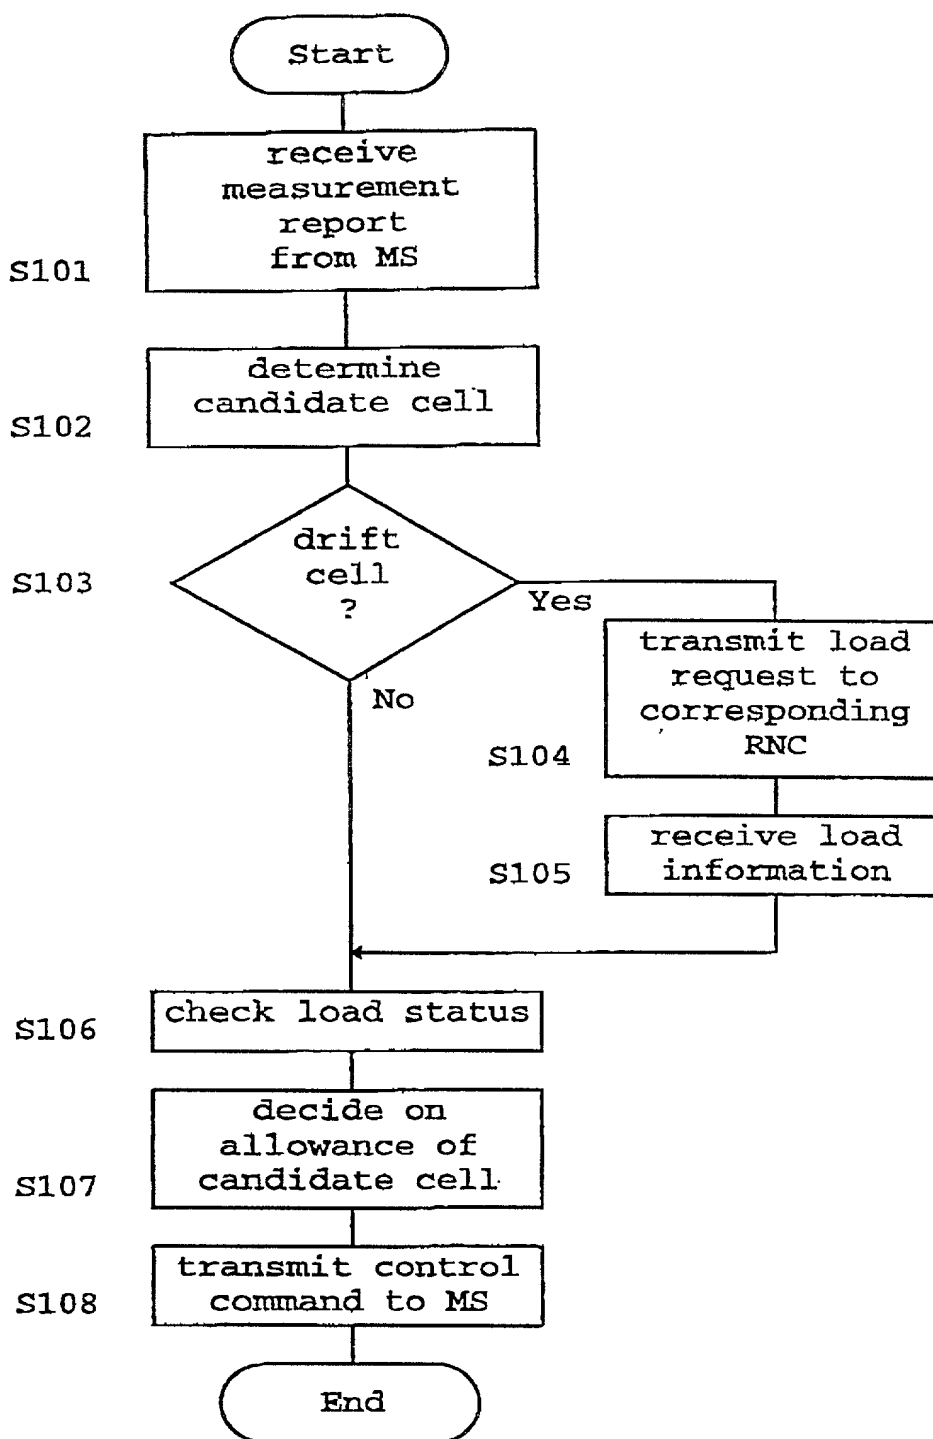 Start
receive
measurement
report
from MS
S101
determine
candidate cell
S102
drift
cell
?
S103
Yes
No
transmit load
request to
corresponding
RNC
S104
receive load
information
S105
check load status
S106
decide on
allowance of
candidate cell
S107
transmit control
command to MS
S108
End